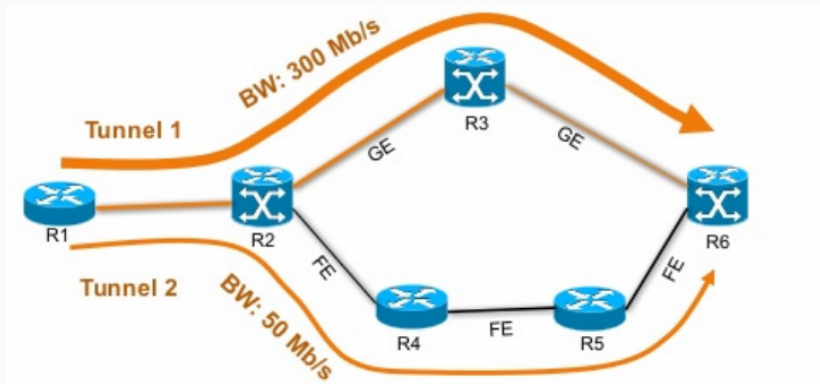 BW: 300 Mb/s
Tunnel 1
R3
GE
GE
R1
R2
R6
Tunnel 2
BW: 50 Mb/s
FE
FE
R4
FE
R5